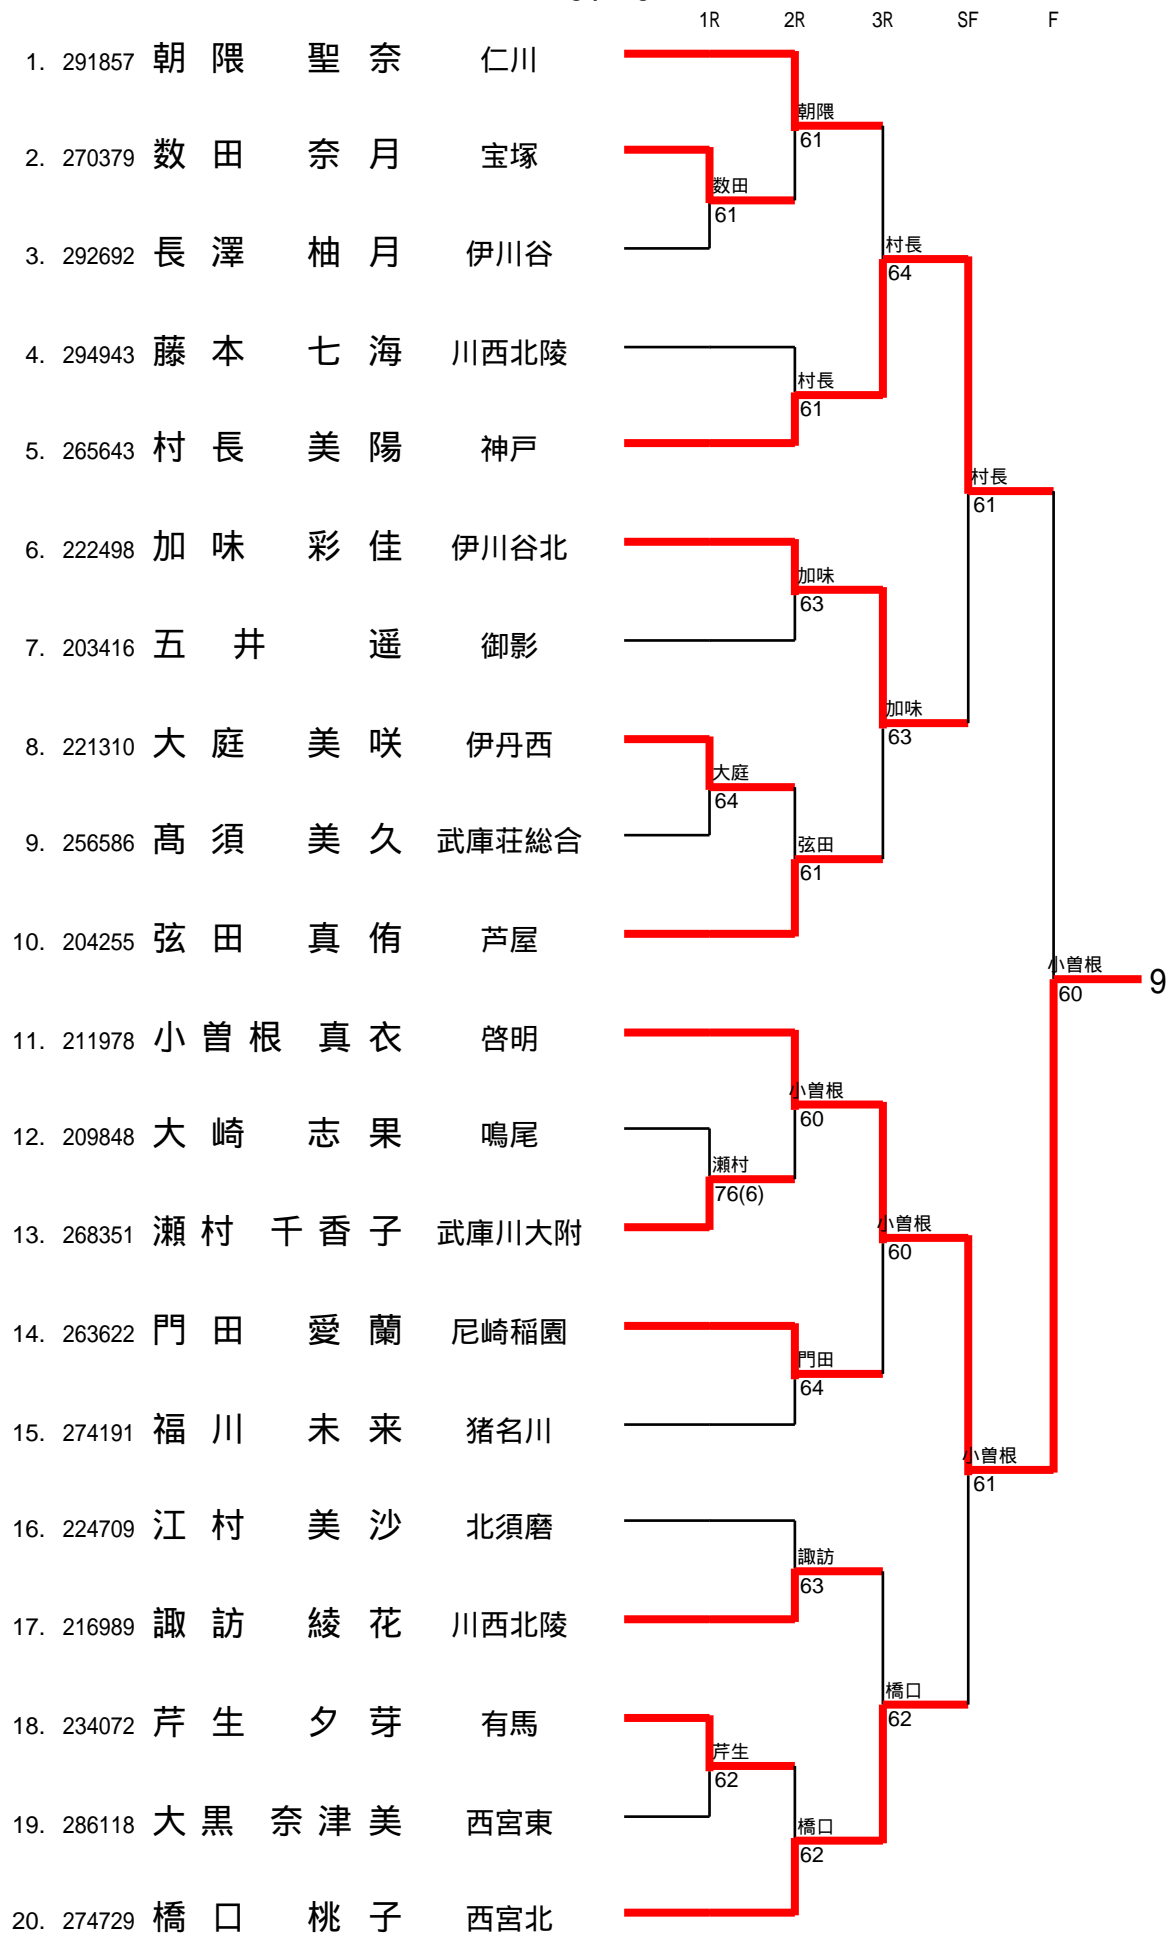 1R 2R 3R SF F
1. 291857 朝隈 聖奈 仁川
朝隈
61
2. 270379 数田 奈月 宝塚
数田
61
3. 292692 長澤 柚月 伊川谷
村長
64
4. 294943 藤本 七海 川西北陵
村長
61
5. 265643 村長 美陽 神戸
村長
61
6. 222498 加味 彩佳 伊川谷北
加味
63
7. 203416 五井 遥 御影
加味
63
8. 221310 大庭 美咲 伊丹西
大庭
64
9. 256586 髙須 美久 武庫荘総合
弦田
61
10. 204255 弦田 真侑 芦屋
小曽根
60
9
11. 211978 小曽根 真衣 啓明
小曽根
60
12. 209848 大崎 志果 鳴尾
瀬村
76(6)
13. 268351 瀬村 千香子 武庫川大附
小曽根
60
14. 263622 門田 愛蘭 尼崎稲園
門田
64
15. 274191 福川 未来 猪名川
小曽根
61
16. 224709 江村 美沙 北須磨
諏訪
63
17. 216989 諏訪 綾花 川西北陵
橋口
62
18. 234072 芹生 夕芽 有馬
芹生
62
19. 286118 大黒 奈津美 西宮東
橋口
62
20. 274729 橋口 桃子 西宮北